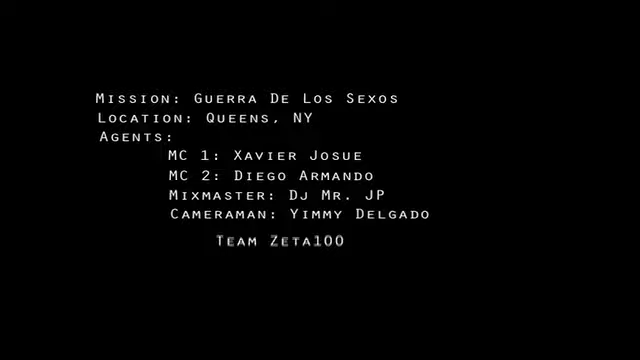 Mission: Guerra De Los Sexos
Location: Queens, NY
Agents:
MC 1: Xavier Josue
MC 2: Diego Armando
Mixmaster: Dj Mr. JP
Cameraman: Yimmy Delgado
Team Zeta100